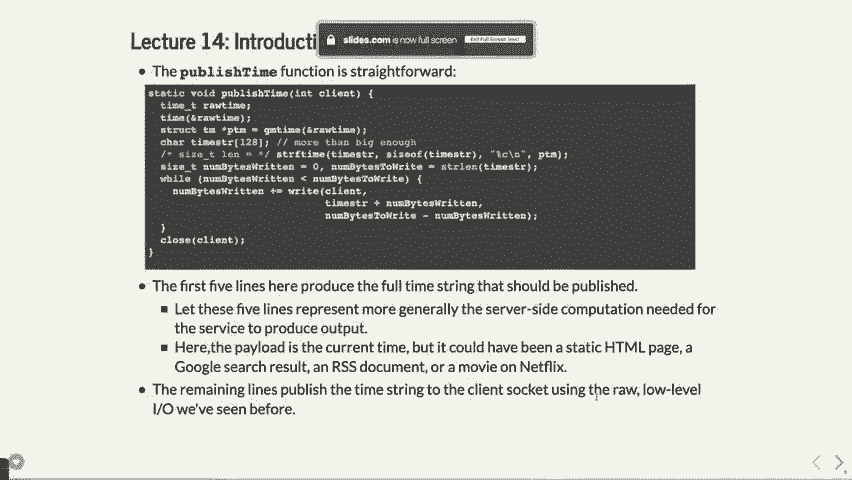 Lecture 14: Introducti
slides.com is now full screen
Exit Full Screen (esc)
• The publishTime function is straightforward:
static void publishTime(int client) {
time_t rawtime;
time(&rawtime);
struct tm *ptm = gmtime(&rawtime);
char timestr[128]; // more than big enough
/* size_t len = */ strftime(timestr, sizeof(timestr), "%c\n", ptm);
size_t numBytesWritten = 0, numBytesToWrite = strlen(timestr);
while (numBytesWritten < numBytesToWrite) {
numBytesWritten += write(client,
timestr + numBytesWritten,
numBytesToWrite - numBytesWritten);
}
close(client);
}
• The first five lines here produce the full time string that should be published.
▪ Let these five lines represent more generally the server-side computation needed for
the service to produce output.
▪ Here,the payload is the current time, but it could have been a static HTML page, a
Google search result, an RSS document, or a movie on Netflix.
• The remaining lines publish the time string to the client socket using the raw, low-level
I/O we've seen before.